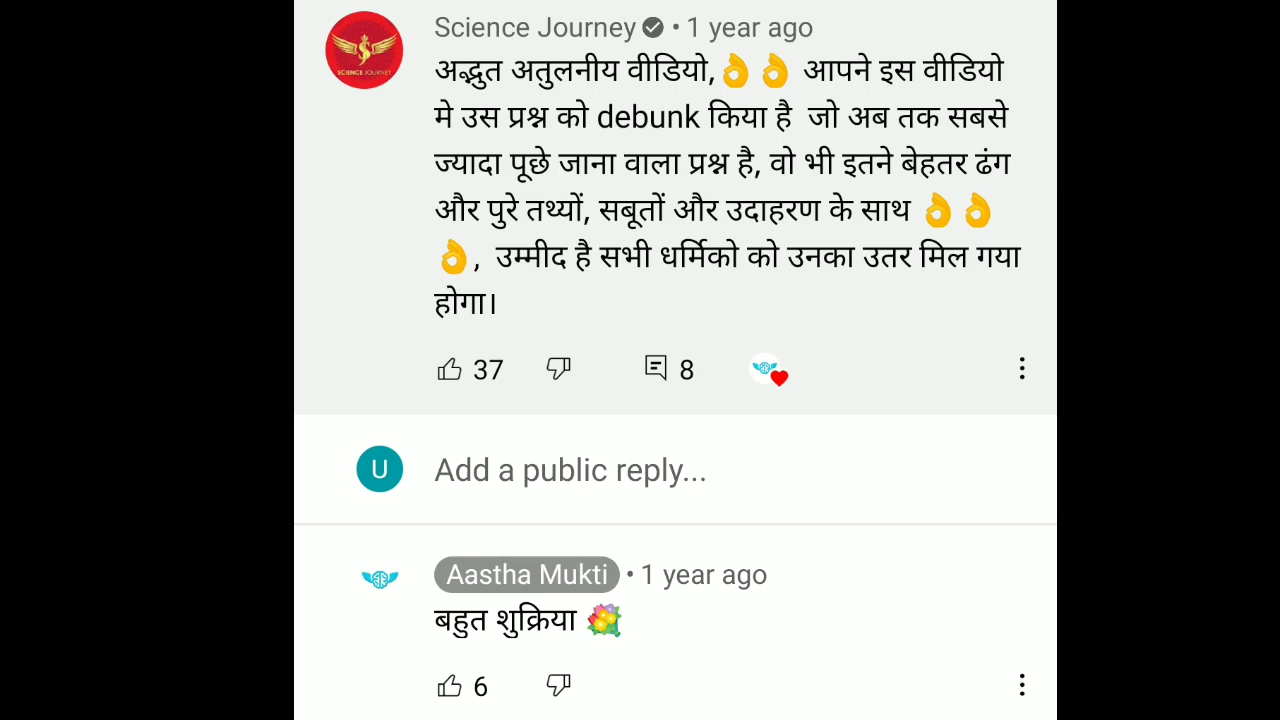 Science Journey • 1 year ago
SCIENCE JOURNEY
अद्भुत अतुलनीय वीडियो,👌👌 आपने इस वीडियो
मे उस प्रश्न को debunk किया है जो अब तक सबसे
ज्यादा पूछे जाना वाला प्रश्न है, वो भी इतने बेहतर ढंग
और पुरे तथ्यों, सबूतों और उदाहरण के साथ 👌👌
👌, उम्मीद है सभी धर्मिको को उनका उतर मिल गया
होगा।
37 8
U Add a public reply...
Aastha Mukti • 1 year ago
बहुत शुक्रिया 💐
6